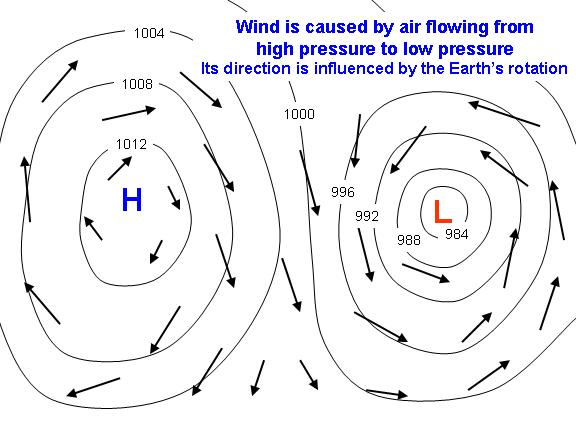 Wind is caused by air flowing from
high pressure to low pressure
Its direction is influenced by the Earth's rotation
1004
1008
1000
1012
996
H
992
L
988
984